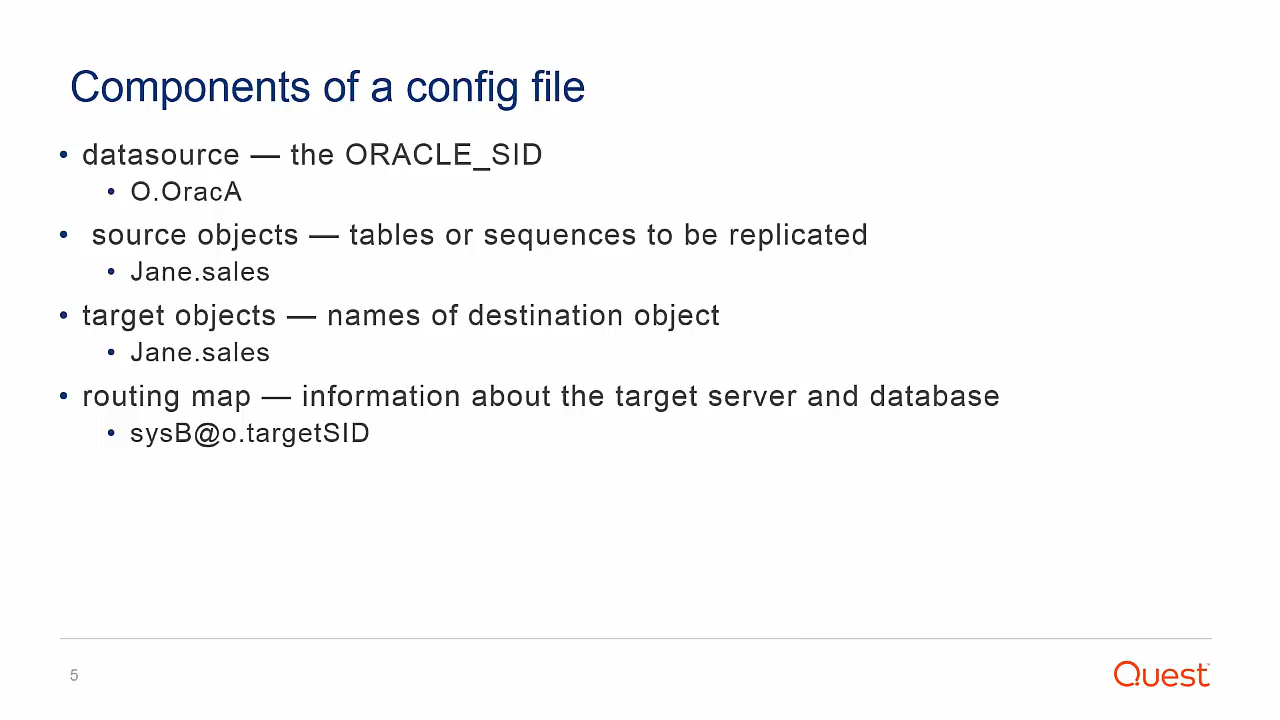 Components of a config file
• datasource — the ORACLE_SID
• O.OracA
• source objects — tables or sequences to be replicated
• Jane.sales
• target objects — names of destination object
• Jane.sales
• routing map — information about the target server and database
• sysB@o.targetSID
5
Quest